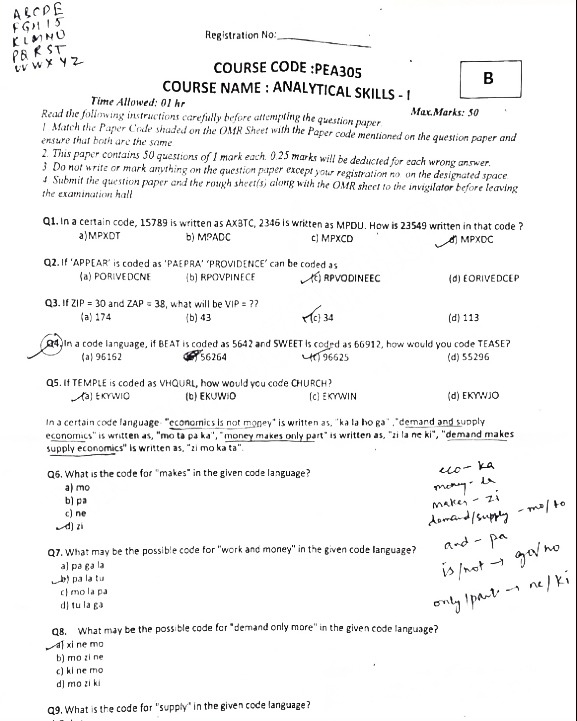 ABCDE
FGHIJ
KLMNO
PQRST
UVWXYZ
Registration No:
COURSE CODE :PEA305
COURSE NAME : ANALYTICAL SKILLS - I
B
Time Allowed: 01 hr
Max.Marks: 50
Read the following instructions carefully before attempting the question paper
1 Match the Paper Code shaded on the OMR Sheet with the Paper code mentioned on the question paper and
ensure that both are the same
2. This paper contains 50 questions of 1 mark each. 0.25 marks will be deducted for each wrong answer.
3 Do not write or mark anything on the question paper except your registration no. on the designated space
4. Submit the question paper and the rough sheet(s) along with the OMR sheet to the invigilator before leaving
the examination hall
Q1. In a certain code, 15789 is written as AXBTC, 2346 is written as MPDU. How is 23549 written in that code ?
a)MPXDT b) MPADC c) MPXCD d) MPXDC
Q2. If 'APPEAR' is coded as 'PAEPRA' 'PROVIDENCE' can be coded as
(a) PORIVEDCNE (b) RPOVPINECE (c) RPVODINEEC (d) EORIVEDCEP
Q3. If ZIP = 30 and ZAP = 38, what will be VIP = ??
(a) 174 (b) 43 (c) 34 (d) 113
Q4. In a code language, if BEAT is coded as 5642 and SWEET is coded as 66912, how would you code TEASE?
(a) 96162 56264 (c) 96625 (d) 55296
Q5. If TEMPLE is coded as VHQURL, how would you code CHURCH?
(a) EKYWIO (b) EKUWIO (c) EKYWIN (d) EKYWJO
In a certain code language "economics is not money" is written as, "ka la ho ga" ,"demand and supply
economics" is written as, "mo ta pa ka", "money makes only part" is written as, "zi la ne ki", "demand makes
supply economics" is written as, "zi mo ka ta".
Q6. What is the code for "makes" in the given code language?
a) mo
b) pa
c) ne
d) zi
eco- ka
money- la
makes - zi
demand/supply - mo/to
and - pa
is/not → ga/ho
only/part → ne/ki
Q7. What may be the possible code for "work and money" in the given code language?
a) pa ga la
b) pa la tu
c) mo la pa
d) tu la ga
Q8. What may be the possible code for "demand only more" in the given code language?
a) xi ne mo
b) mo zi ne
c) ki ne mo
d) mo zi ki
Q9. What is the code for "supply" in the given code language?